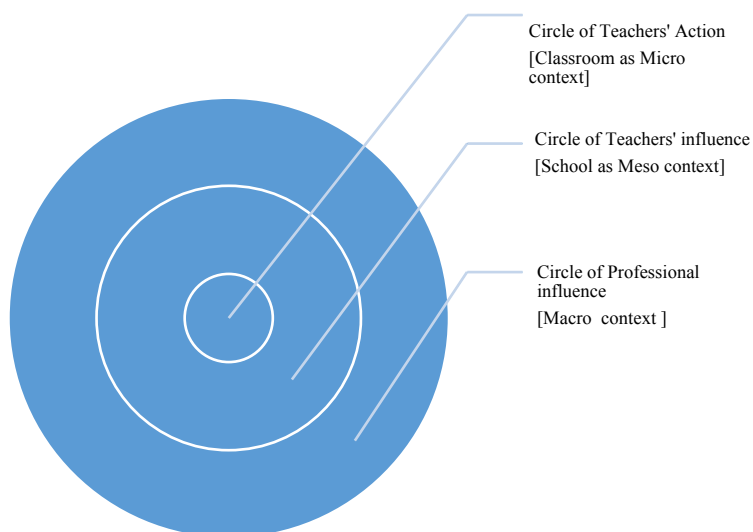 Circle of Teachers' Action
[Classroom as Micro
context]
Circle of Teachers' influence
[School as Meso context]
Circle of Professional
influence
[Macro context ]